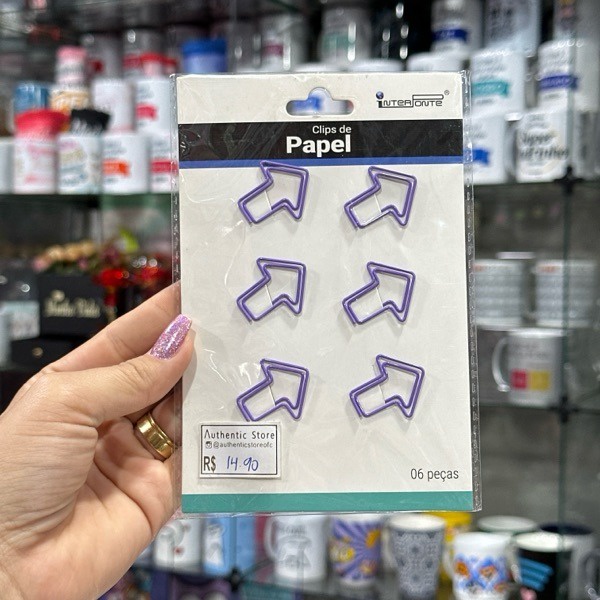 INTERPONTE®
Clips de
Papel
Authentic Store
@authenticstoreofc
R$ 14.90
06 peças